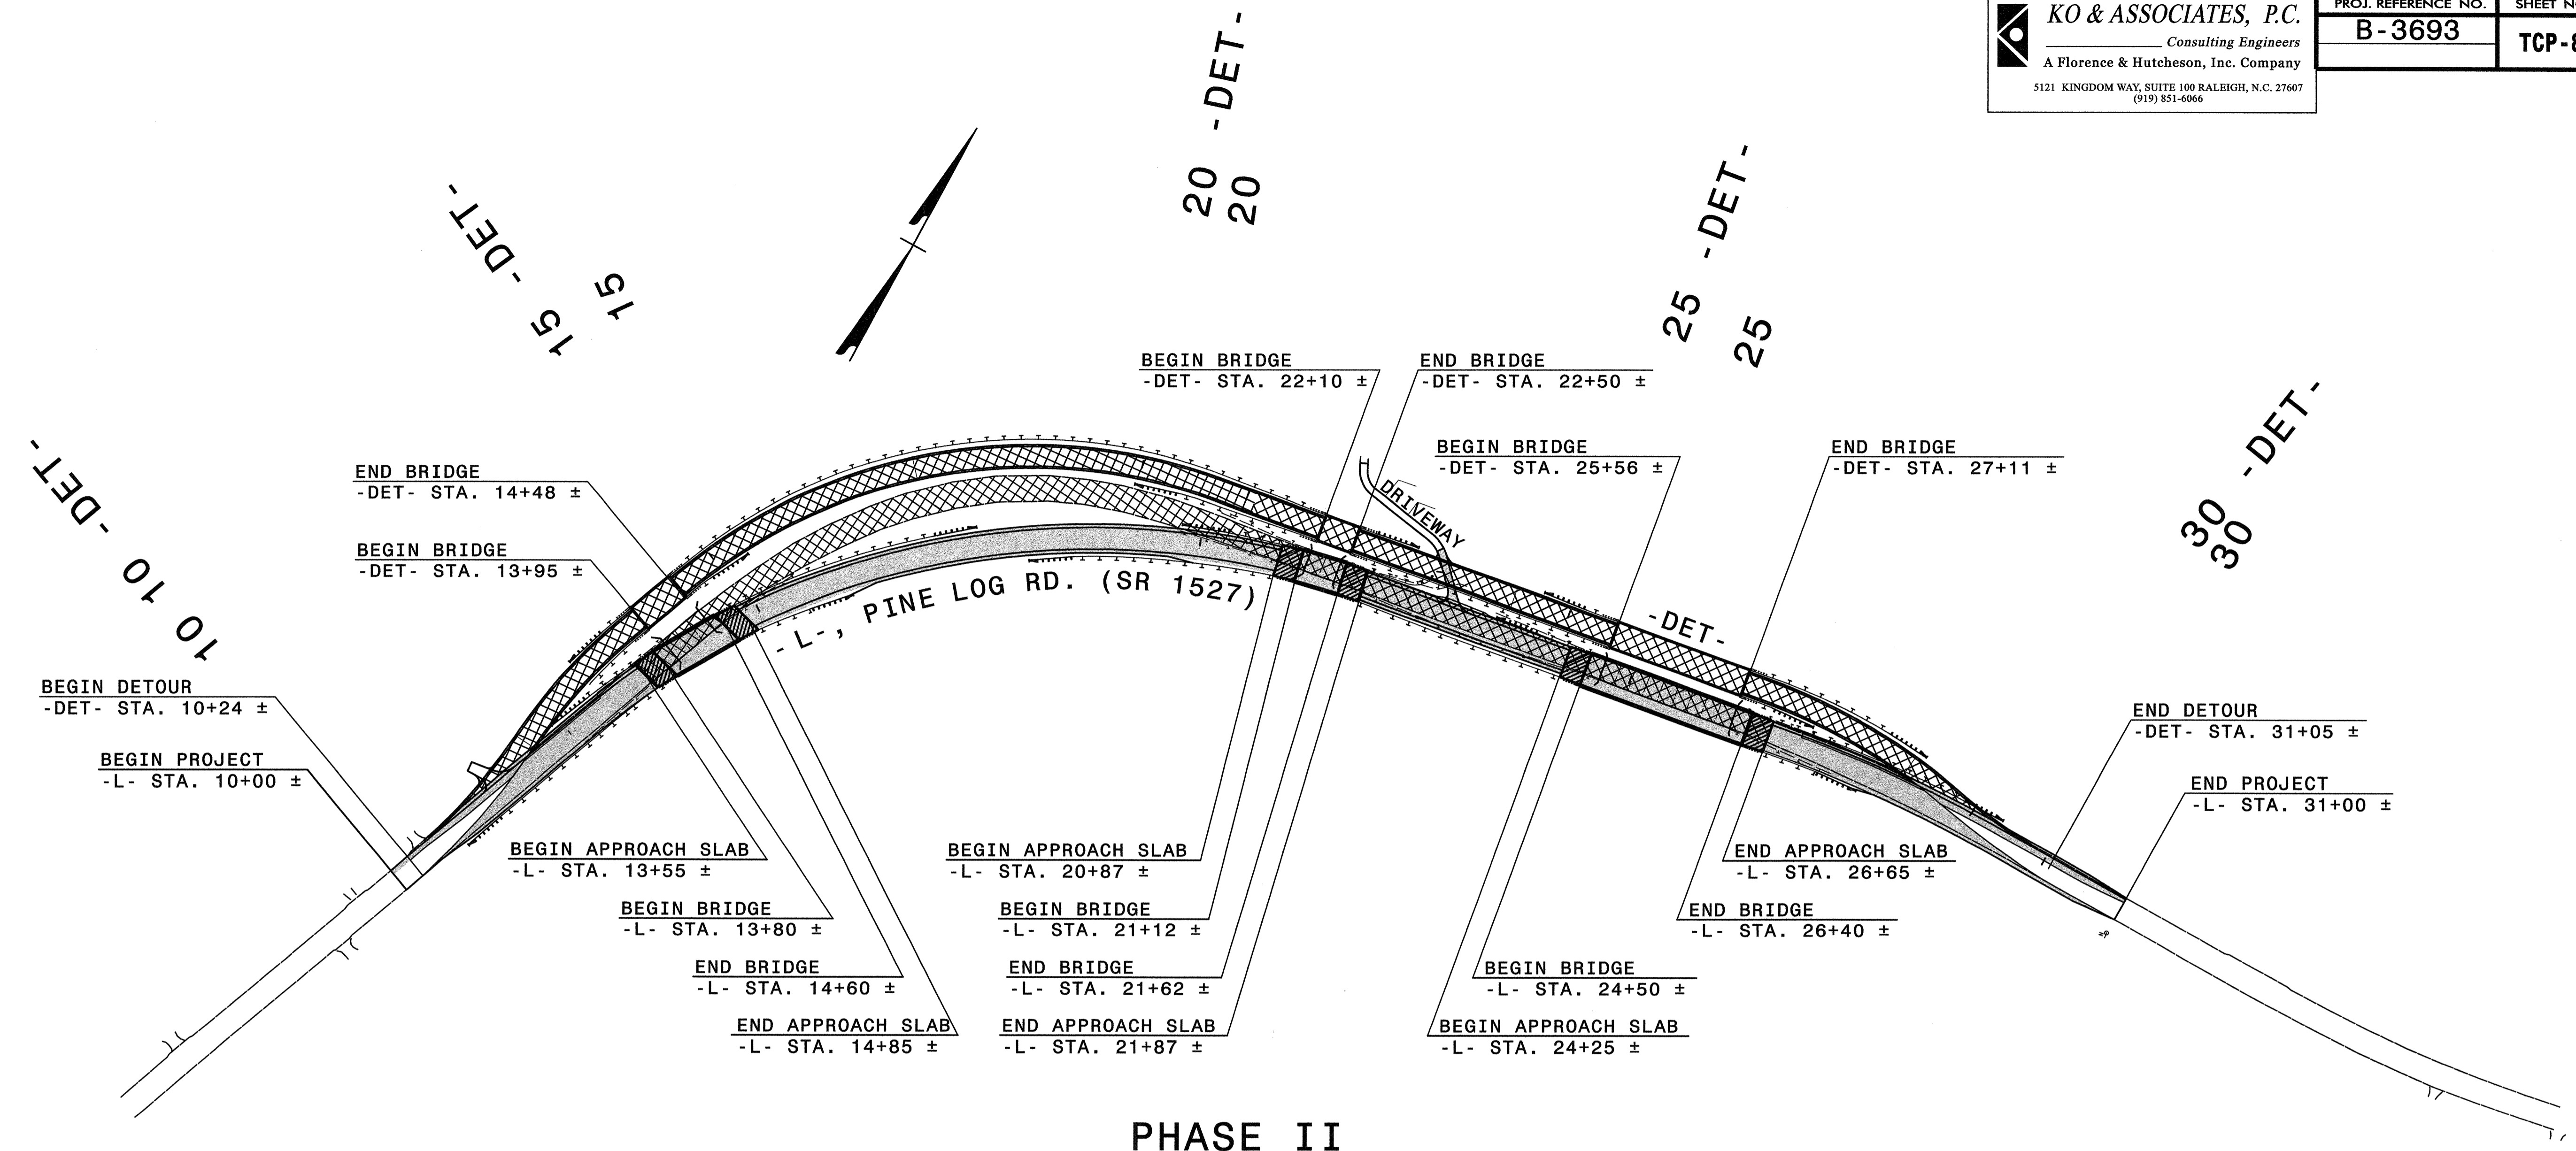 KO & ASSOCIATES, P.C.
Consulting Engineers
A Florence & Hutcheson, Inc. Company
5121 KINGDOM WAY, SUITE 100 RALEIGH, N.C. 27607
(919) 851-6066
PROJ. REFERENCE NO.
B-3693
TCP-8
20 -DET-
20
15 -DET-
15
25 -DET-
25
10 -DET-
10
30 -DET-
30
BEGIN BRIDGE
-DET- STA. 22+10 ±
END BRIDGE
-DET- STA. 22+50 ±
BEGIN BRIDGE
-DET- STA. 25+56 ±
END BRIDGE
-DET- STA. 27+11 ±
END BRIDGE
-DET- STA. 14+48 ±
BEGIN BRIDGE
-DET- STA. 13+95 ±
DRIVEWAY
-L-, PINE LOG RD. (SR 1527)
-DET-
BEGIN DETOUR
-DET- STA. 10+24 ±
BEGIN PROJECT
-L- STA. 10+00 ±
END DETOUR
-DET- STA. 31+05 ±
END PROJECT
-L- STA. 31+00 ±
BEGIN APPROACH SLAB
-L- STA. 13+55 ±
BEGIN BRIDGE
-L- STA. 13+80 ±
END BRIDGE
-L- STA. 14+60 ±
END APPROACH SLAB
-L- STA. 14+85 ±
BEGIN APPROACH SLAB
-L- STA. 20+87 ±
BEGIN BRIDGE
-L- STA. 21+12 ±
END BRIDGE
-L- STA. 21+62 ±
END APPROACH SLAB
-L- STA. 21+87 ±
END APPROACH SLAB
-L- STA. 26+65 ±
END BRIDGE
-L- STA. 26+40 ±
BEGIN BRIDGE
-L- STA. 24+50 ±
BEGIN APPROACH SLAB
-L- STA. 24+25 ±
PHASE II